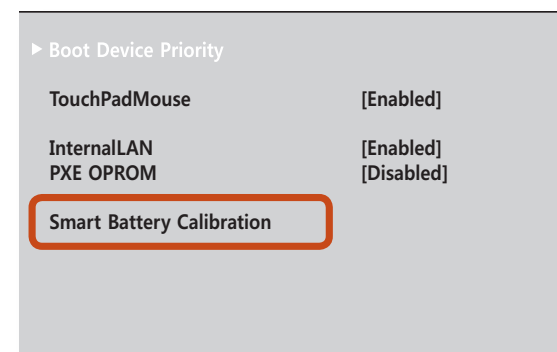 ▶ Boot Device Priority
TouchPadMouse [Enabled]
InternalLAN [Enabled]
PXE OPROM [Disabled]
Smart Battery Calibration